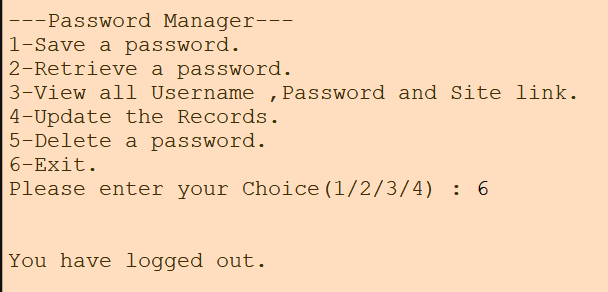 ---Password Manager---
1-Save a password.
2-Retrieve a password.
3-View all Username ,Password and Site link.
4-Update the Records.
5-Delete a password.
6-Exit.
Please enter your Choice(1/2/3/4) : 6
You have logged out.